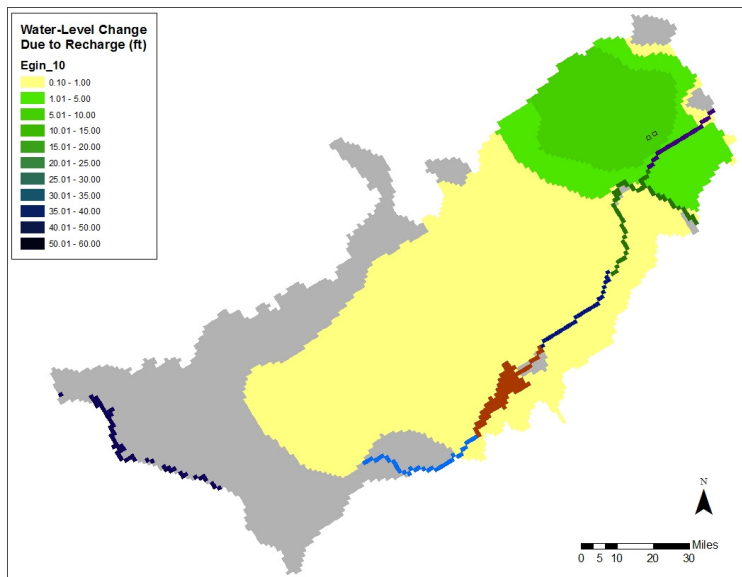 Water-Level Change
Due to Recharge (ft)
Egin_10
0.10 - 1.00
1.01 - 5.00
5.01 - 10.00
10.01 - 15.00
15.01 - 20.00
20.01 - 25.00
25.01 - 30.00
30.01 - 35.00
35.01 - 40.00
40.01 - 50.00
50.01 - 60.00
N
Miles
0 5 10 20 30